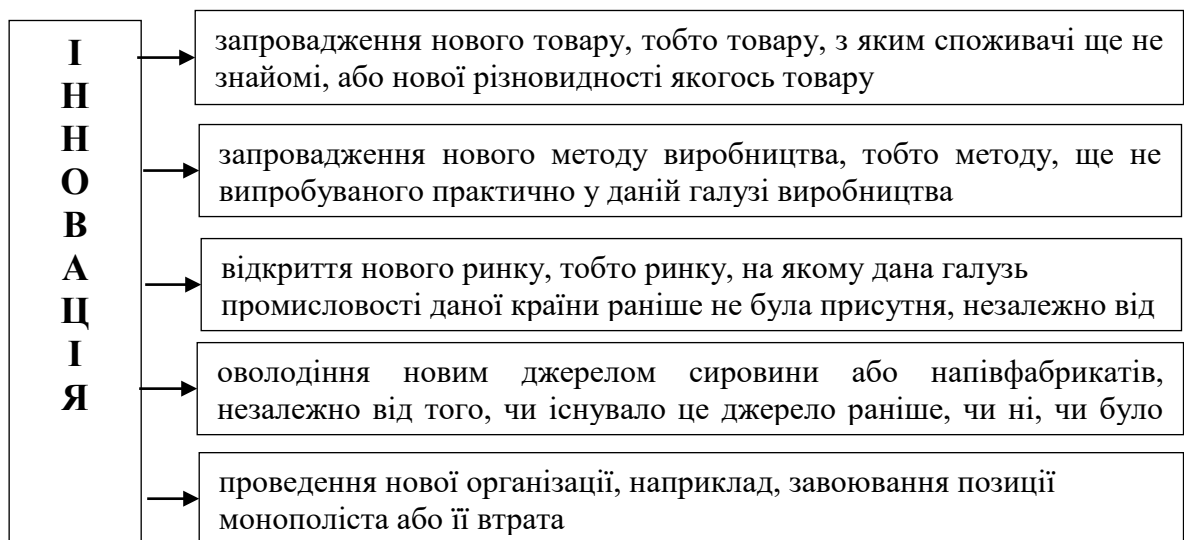 ІННОВАЦІЯ
запровадження нового товару, тобто товару, з яким споживачі ще не
знайомі, або нової різновидності якогось товару
запровадження нового методу виробництва, тобто методу, ще не
випробуваного практично у даній галузі виробництва
відкриття нового ринку, тобто ринку, на якому дана галузь
промисловості даної країни раніше не була присутня, незалежно від
оволодіння новим джерелом сировини або напівфабрикатів,
незалежно від того, чи існувало це джерело раніше, чи ні, чи було
проведення нової організації, наприклад, завоювання позиції
монополіста або її втрата